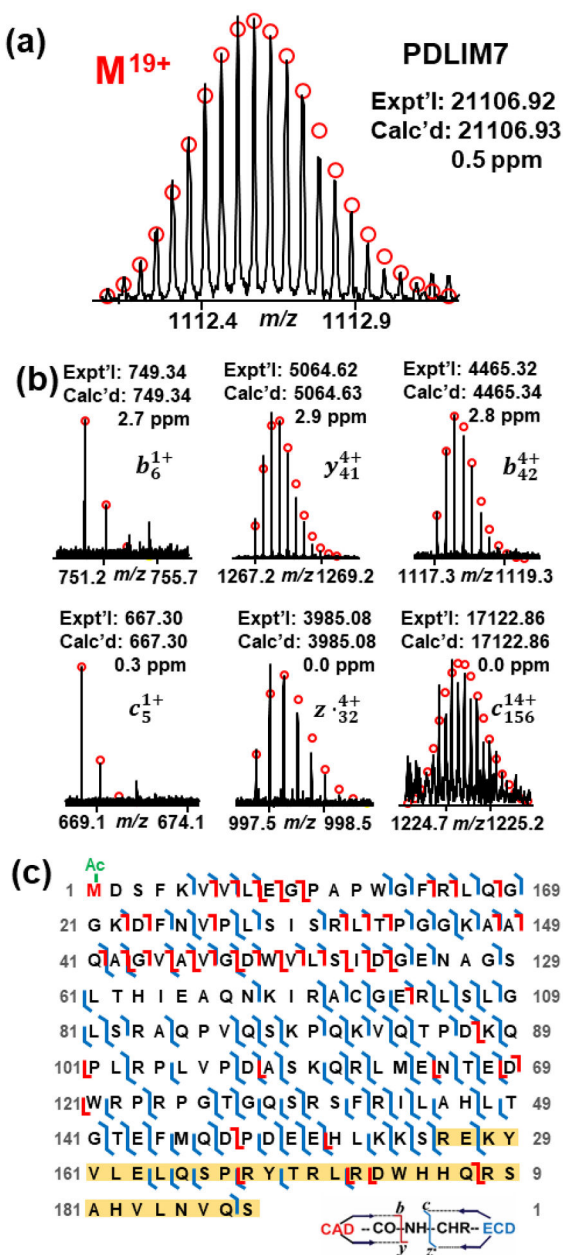 (a)
M19+
PDLIM7
Expt'l: 21106.92
Calc'd: 21106.93
0.5 ppm
1112.4 m/z 1112.9
(b)
Expt'l: 749.34
Calc'd: 749.34
2.7 ppm
b 1+ 6
751.2 m/z 755.7
Expt'l: 5064.62
Calc'd: 5064.63
2.9 ppm
y 4+ 41
1267.2 m/z 1269.2
Expt'l: 4465.32
Calc'd: 4465.34
2.8 ppm
b 4+ 42
1117.3 m/z 1119.3
Expt'l: 667.30
Calc'd: 667.30
0.3 ppm
c 1+ 5
669.1 m/z 674.1
Expt'l: 3985.08
Calc'd: 3985.08
0.0 ppm
z · 4+ 32
997.5 m/z 998.5
Expt'l: 17122.86
Calc'd: 17122.86
0.0 ppm
c 14+ 156
1224.7 m/z 1225.2
(c)
Ac
1 M D S F K V V L E G P A P W G F R L Q G 169
21 G K D F N V P L S I S R L T P G G K A A 149
41 Q A G V A V G D W V L S I D G E N A G S 129
61 L T H I E A Q N K I R A C G E R L S L G 109
81 L S R A Q P V Q S K P Q K V Q T P D K Q 89
101 P L R P L V P D A S K Q R L M E N T E D 69
121 W R P R P G T G Q S R S F R I L A H L T 49
141 G T E F M Q D P D E E H L K K S R E K Y 29
161 V L E L Q S P R Y T R L R D W H H Q R S 9
181 A H V L N V Q S 1
b c
CAD --CO-NH-CHR-- ECD
y z·